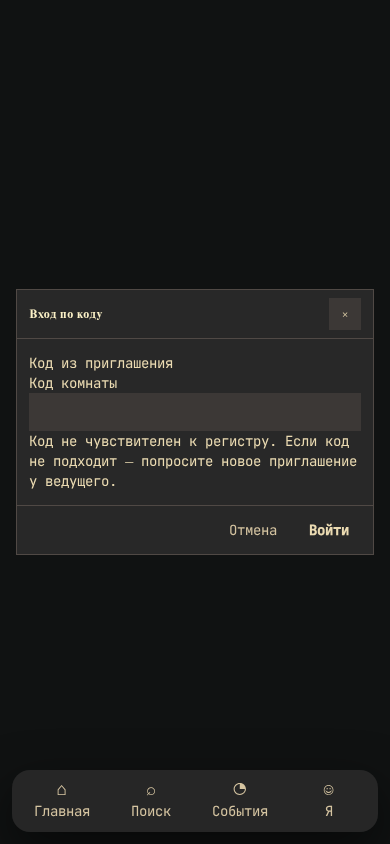 Вход по коду
×
Код из приглашения
Код комнаты
Код не чувствителен к регистру. Если код
не подходит — попросите новое приглашение
у ведущего.
Отмена
Войти
Главная
Поиск
События
Я